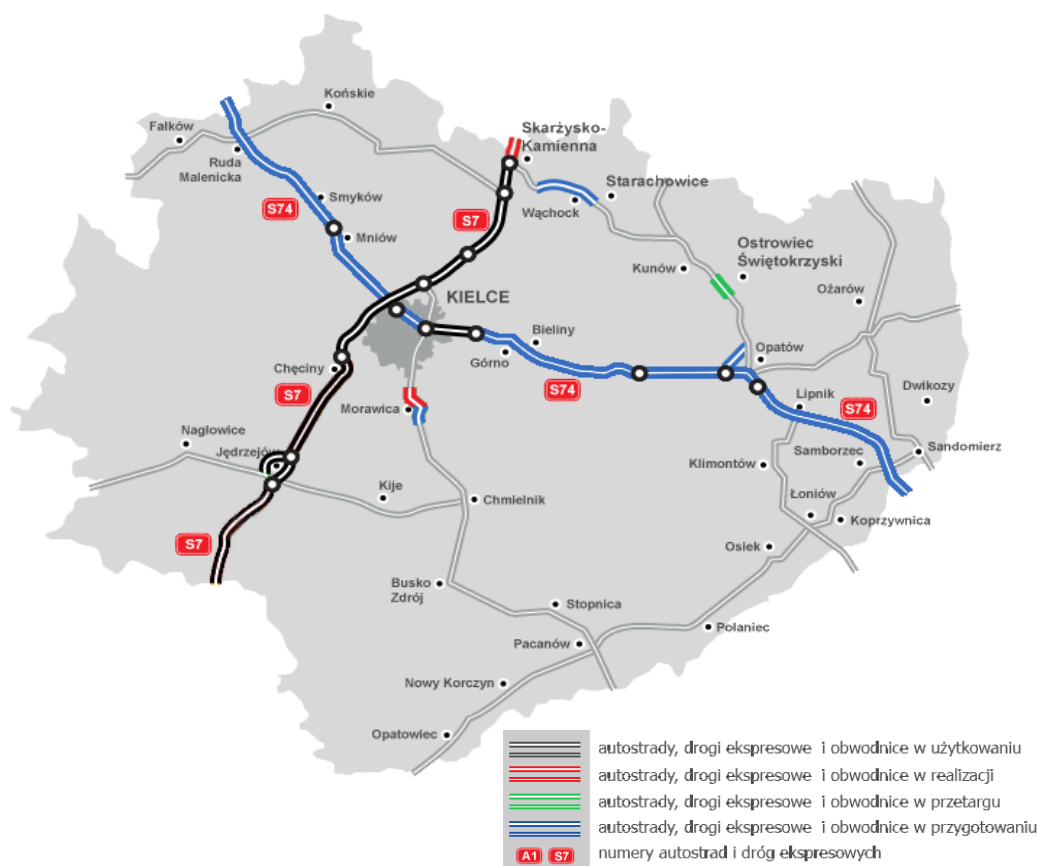 Końskie
Fałków
Skarżysko-
Kamienna
Ruda
Malenicka
Starachowice
Smyków
S74
S7
Wąchock
Mniów
Ostrowiec
Świętokrzyski
Kunów
KIELCE
Ożarów
Bieliny
Górno
Opatów
Chęciny
S74
Dwikozy
S7
Morawica
Lipnik
S74
Nagłowice
Jędrzejów
Klimontów
Samborzec
Sandomierz
Kije
Chmielnik
Łoniów
Koprzywnica
S7
Osiek
Busko
Zdrój
Stopnica
Połaniec
Pacanów
Nowy Korczyn
Opatowiec
autostrady, drogi ekspresowe i obwodnice w użytkowaniu
autostrady, drogi ekspresowe i obwodnice w realizacji
autostrady, drogi ekspresowe i obwodnice w przetargu
autostrady, drogi ekspresowe i obwodnice w przygotowaniu
A1 S7 numery autostrad i dróg ekspresowych